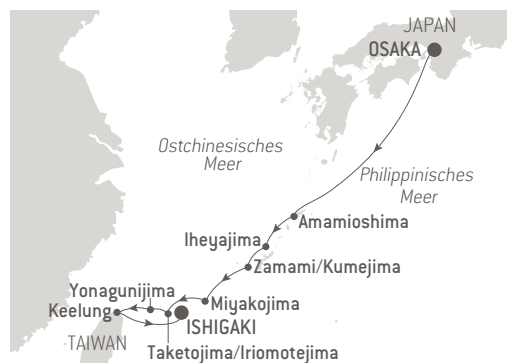 JAPAN
OSAKA
Ostchinesisches
Meer
Philippinisches
Meer
Amamioshima
Iheyajima
Zamami/Kumejima
Yonagunijima
Miyakojima
Keelung
ISHIGAKI
TAIWAN
Taketojima/Iriomotejima